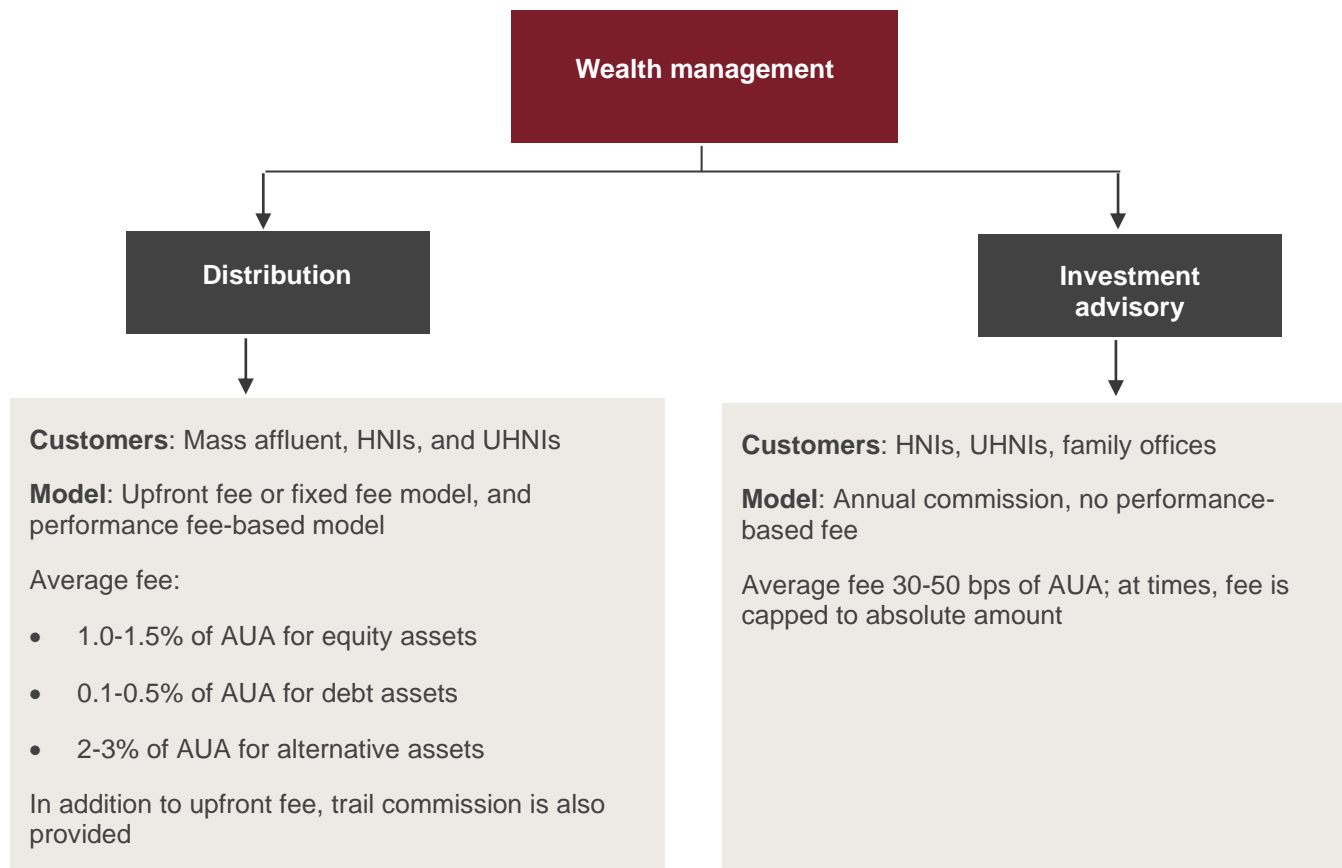 Wealth management
Distribution
Investment
advisory
Customers: Mass affluent, HNIs, and UHNIs
Model: Upfront fee or fixed fee model, and
performance fee-based model
Average fee:
• 1.0-1.5% of AUA for equity assets
• 0.1-0.5% of AUA for debt assets
• 2-3% of AUA for alternative assets
In addition to upfront fee, trail commission is also
provided
Customers: HNIs, UHNIs, family offices
Model: Annual commission, no performance-
based fee
Average fee 30-50 bps of AUA; at times, fee is
capped to absolute amount